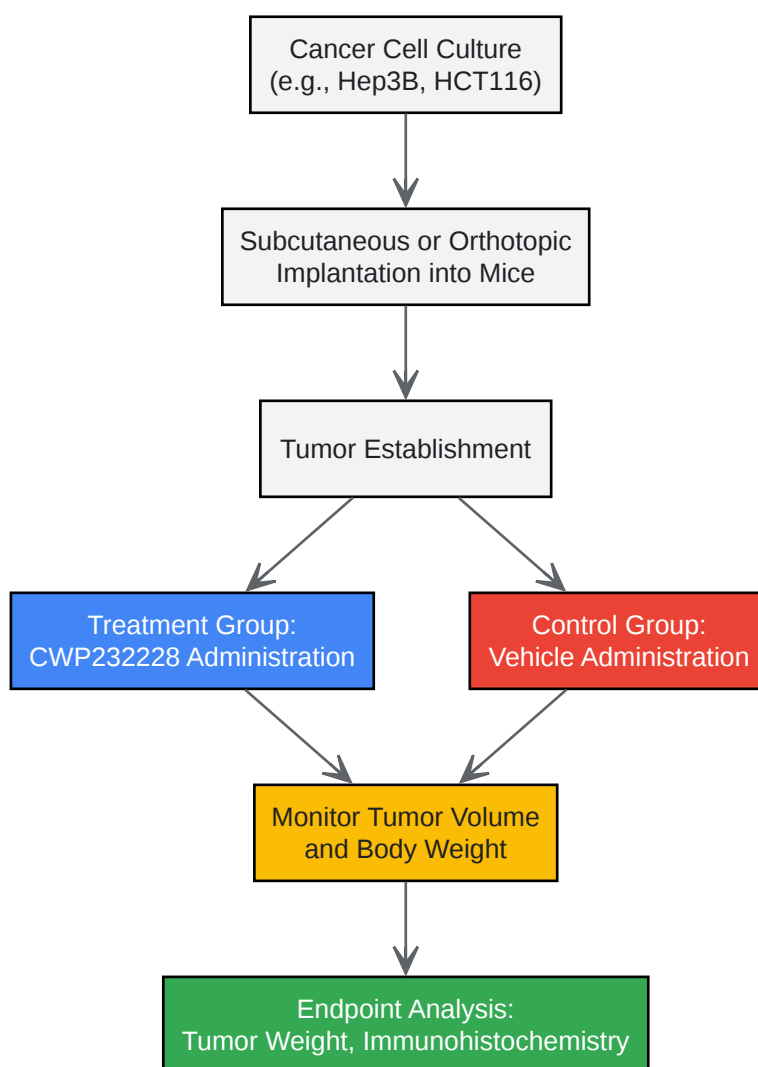 Cancer Cell Culture
(e.g., Hep3B, HCT116)
Subcutaneous or Orthotopic
Implantation into Mice
Tumor Establishment
Treatment Group:
CWP232228 Administration
Control Group:
Vehicle Administration
Monitor Tumor Volume
and Body Weight
Endpoint Analysis:
Tumor Weight, Immunohistochemistry